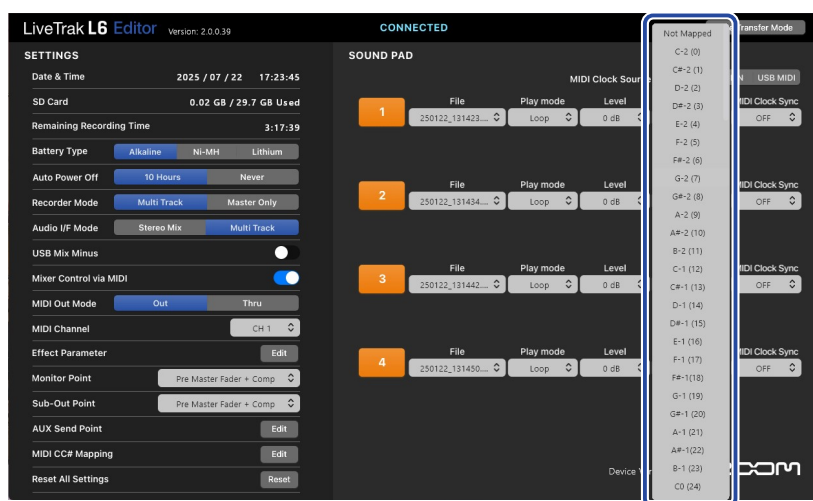 LiveTrak L6 Editor Version: 2.0.0.39
CONNECTED
Transfer Mode
SETTINGS
Date & Time 2025 / 07 / 22 17:23:45
SD Card 0.02 GB / 29.7 GB Used
Remaining Recording Time 3:17:39
Battery Type Alkaline Ni-MH Lithium
Auto Power Off 10 Hours Never
Recorder Mode Multi Track Master Only
Audio I/F Mode Stereo Mix Multi Track
USB Mix Minus
Mixer Control via MIDI
MIDI Out Mode Out Thru
MIDI Channel CH 1
Effect Parameter Edit
Monitor Point Pre Master Fader + Comp
Sub-Out Point Pre Master Fader + Comp
AUX Send Point Edit
MIDI CC# Mapping Edit
Reset All Settings Reset
SOUND PAD
MIDI Clock Source USB MIDI
File Play mode Level MIDI Clock Sync
1 250122_131423.... Loop 0 dB OFF
File Play mode Level MIDI Clock Sync
2 250122_131434.... Loop 0 dB OFF
File Play mode Level MIDI Clock Sync
3 250122_131442.... Loop 0 dB OFF
File Play mode Level MIDI Clock Sync
4 250122_131450.... Loop 0 dB OFF
Device Ver
Not Mapped
C-2 (0)
C#-2 (1)
D-2 (2)
D#-2 (3)
E-2 (4)
F-2 (5)
F#-2 (6)
G-2 (7)
G#-2 (8)
A-2 (9)
A#-2 (10)
B-2 (11)
C-1 (12)
C#-1 (13)
D-1 (14)
D#-1 (15)
E-1 (16)
F-1 (17)
F#-1(18)
G-1 (19)
G#-1 (20)
A-1 (21)
A#-1(22)
B-1 (23)
C0 (24)